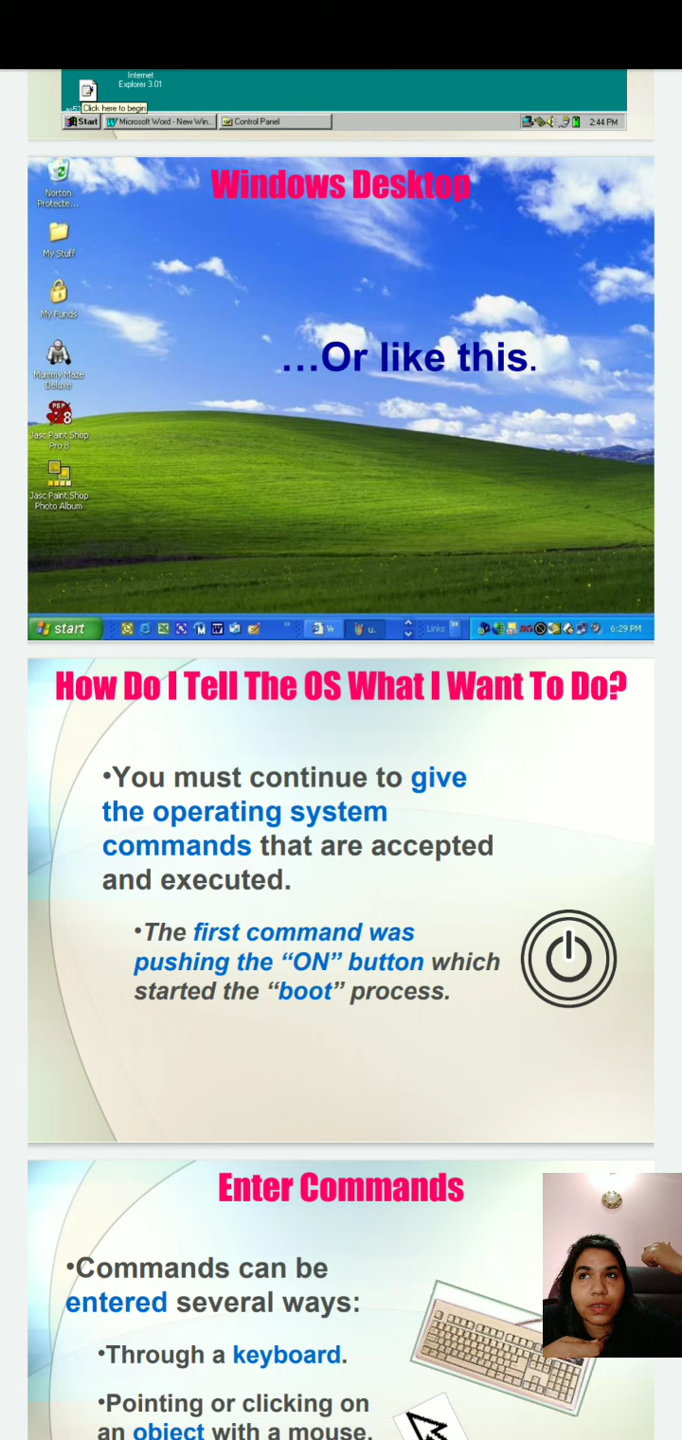 Internet
Explorer 3.01
Click here to begin
Start
Microsoft Word - New Win...
Control Panel
2:44 PM
Windows Desktop
Norton
Protecte...
My Stuff
My Funds
…Or like this.
Mummy Maze
Deluxe
Jasc Paint Shop
Pro 8
Jasc Paint Shop
Photo Album
start
W
u.
Links
6:29 PM
How Do I Tell The OS What I Want To Do?
•You must continue to give
the operating system
commands that are accepted
and executed.
•The first command was
pushing the “ON” button which
started the “boot” process.
Enter Commands
•Commands can be
entered several ways:
•Through a keyboard.
•Pointing or clicking on
an object with a mouse.